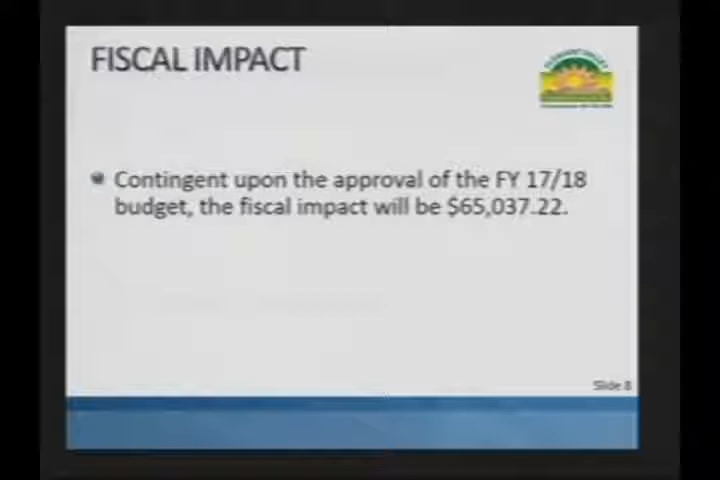 FISCAL IMPACT
Contingent upon the approval of the FY 17/18
budget, the fiscal impact will be $65,037.22.
Slide 8